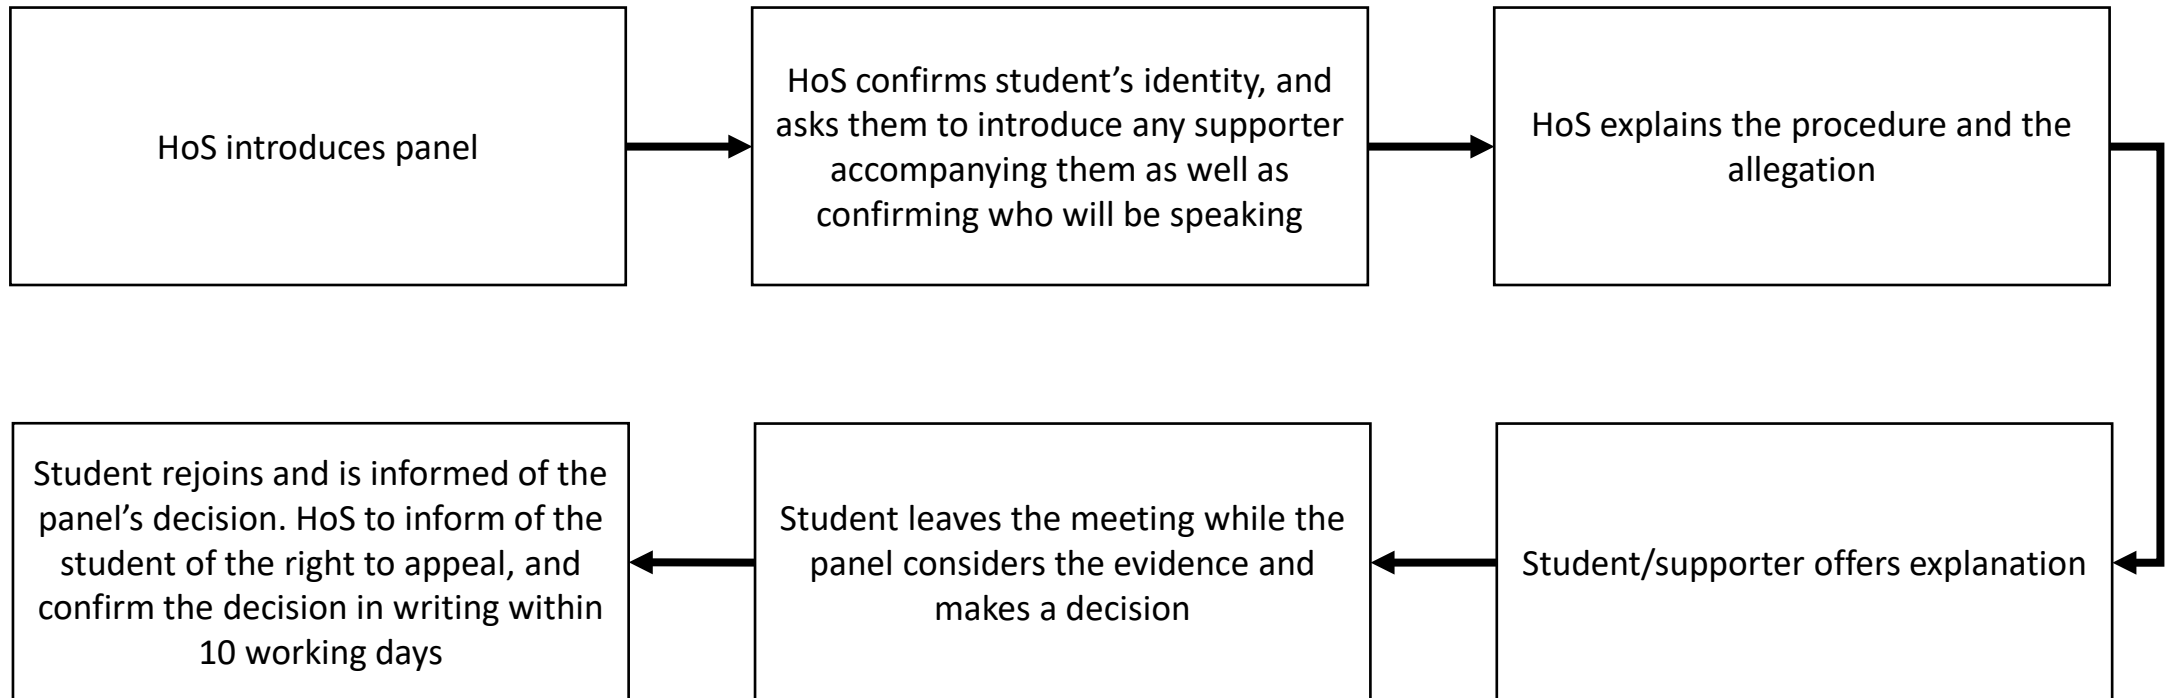 HoS introduces panel
HoS confirms student’s identity, and
asks them to introduce any supporter
accompanying them as well as
confirming who will be speaking
HoS explains the procedure and the
allegation
Student/supporter offers explanation
Student leaves the meeting while the
panel considers the evidence and
makes a decision
Student rejoins and is informed of the
panel’s decision. HoS to inform of the
student of the right to appeal, and
confirm the decision in writing within
10 working days